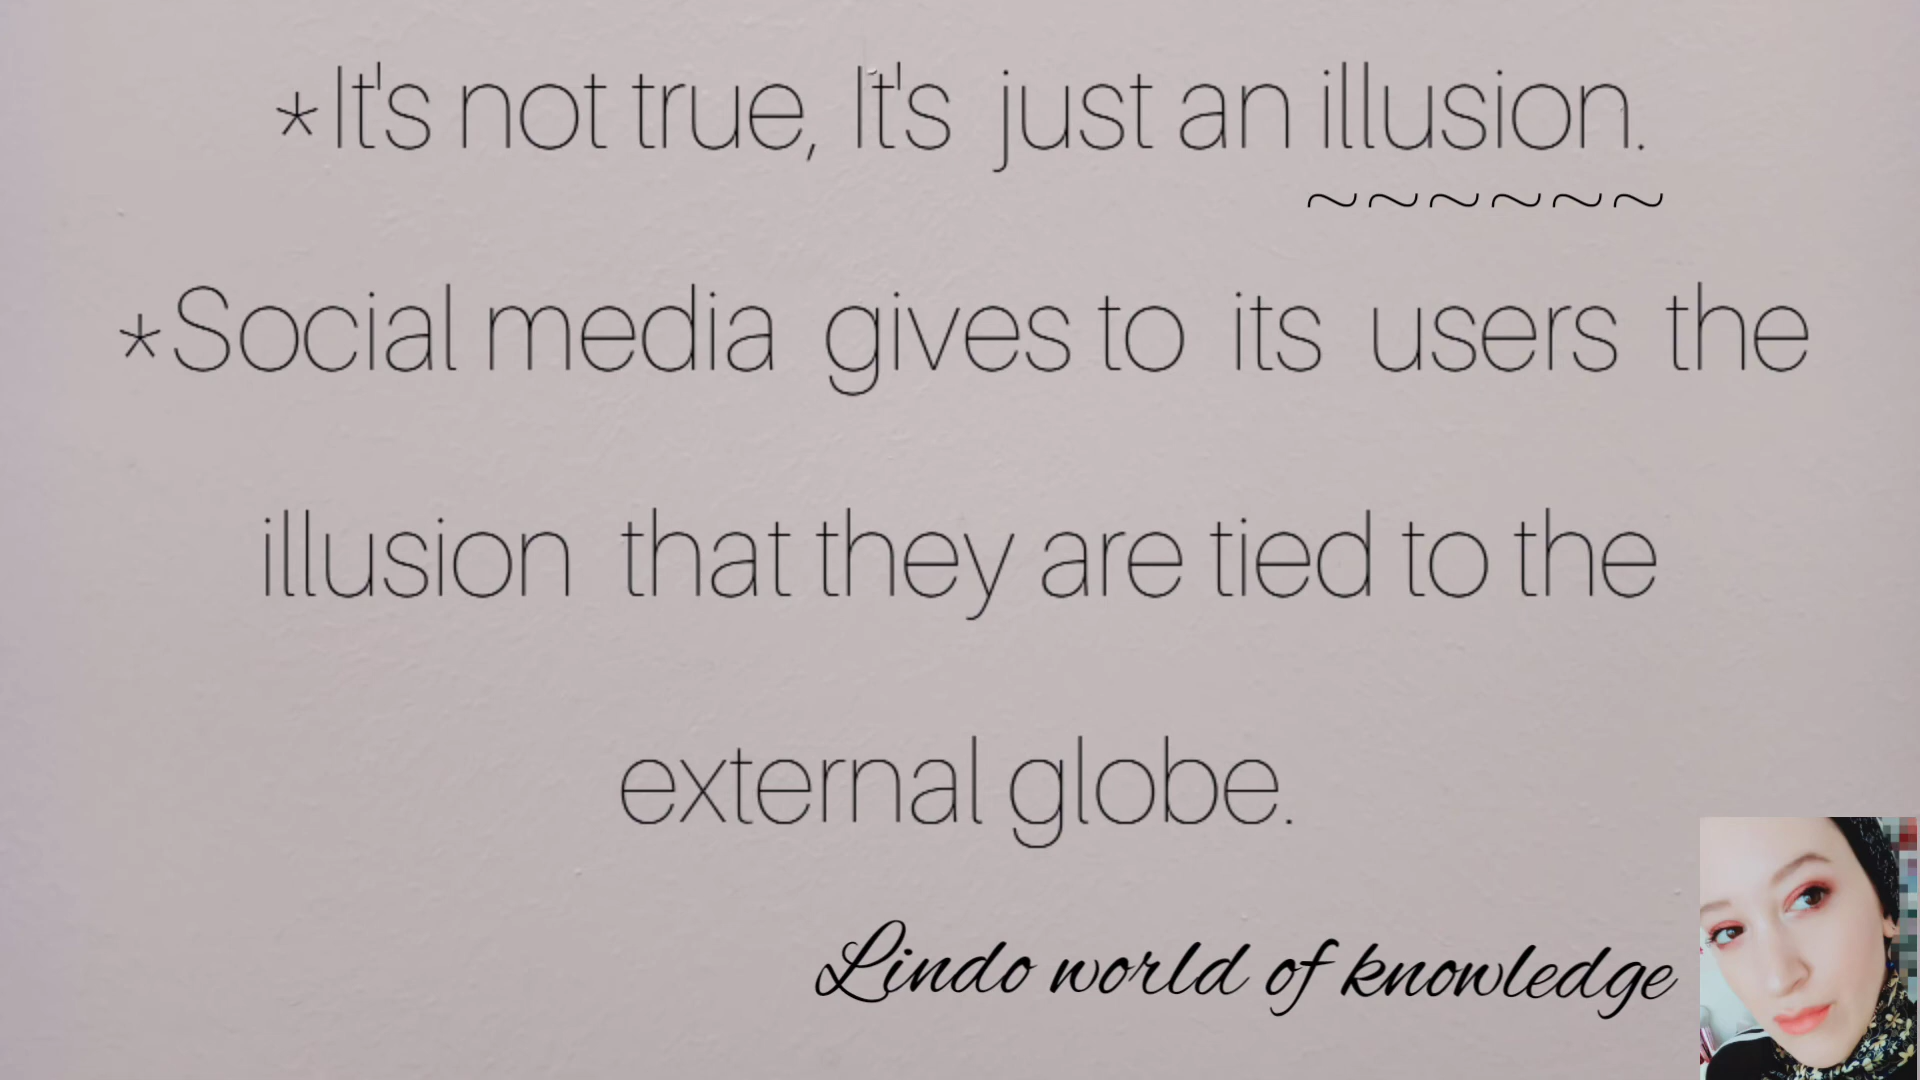 *It's not true, It's just an illusion.
~~~~~~
*Social media gives to its users the
illusion that they are tied to the
external globe.
Lindo world of knowledge